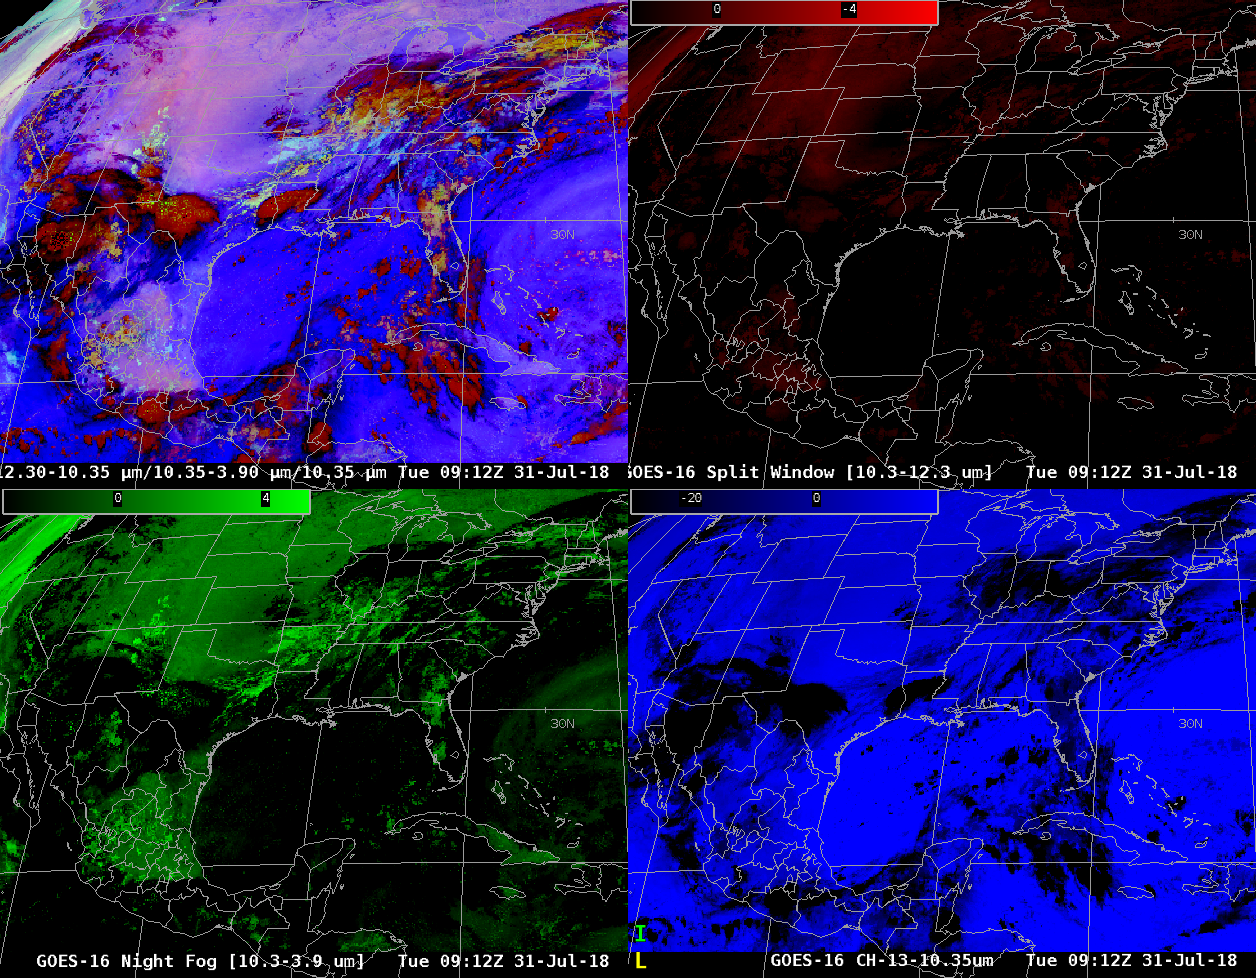 0 -4
30N 30N
12.30-10.35 µm/10.35-3.90 µm/10.35 µm Tue 09:12Z 31-Jul-18
GOES-16 Split Window [10.3-12.3 um] Tue 09:12Z 31-Jul-18
0 4
-20 0
30N 30N
I
L
GOES-16 Night Fog [10.3-3.9 um] Tue 09:12Z 31-Jul-18
GOES-16 CH-13-10.35um Tue 09:12Z 31-Jul-18